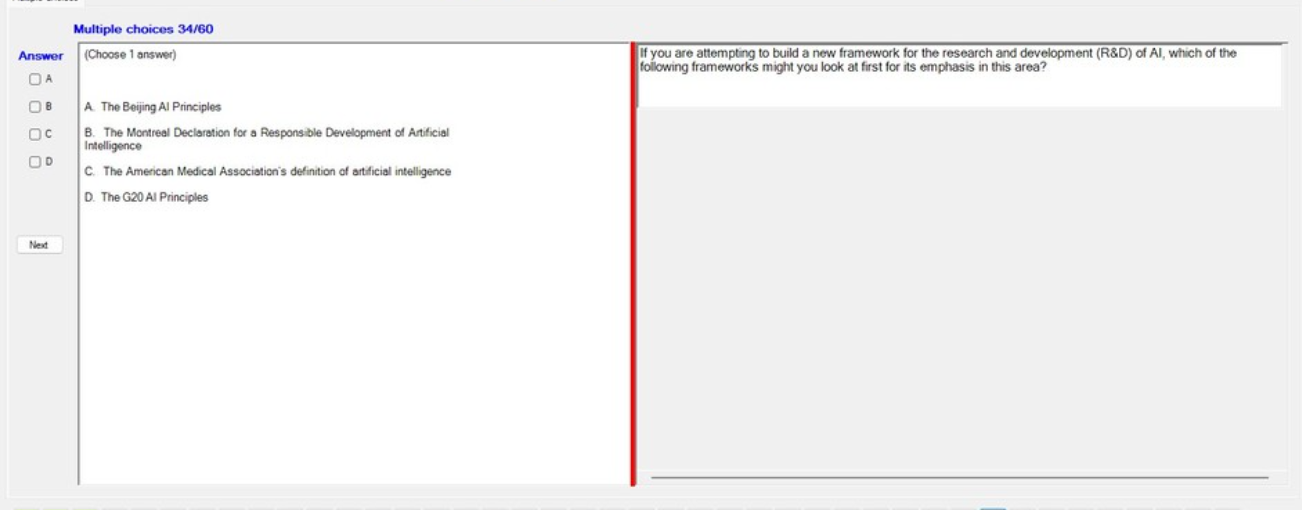 Multiple choices 34/60
Answer
(Choose 1 answer)
A
B
C
D
A. The Beijing AI Principles
B. The Montreal Declaration for a Responsible Development of Artificial
Intelligence
C. The American Medical Association's definition of artificial intelligence
D. The G20 AI Principles
Next
If you are attempting to build a new framework for the research and development (R&D) of AI, which of the
following frameworks might you look at first for its emphasis in this area?